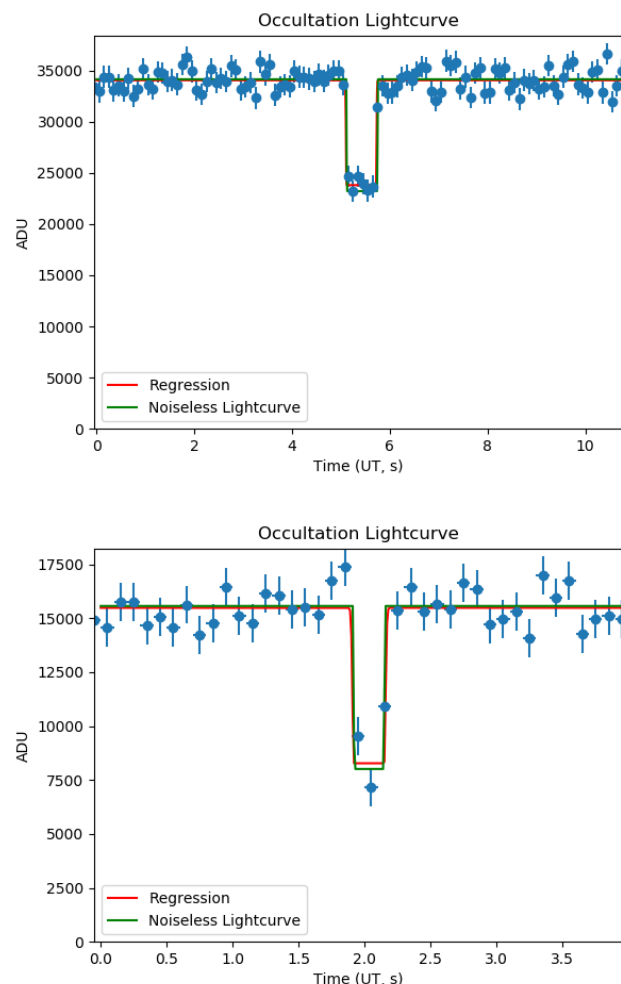 Occultation Lightcurve
35000
30000
25000
20000
15000
10000
5000
0
ADU
Regression
Noiseless Lightcurve
0 2 4 6 8 10
Time (UT, s)
Occultation Lightcurve
17500
15000
12500
10000
7500
5000
2500
0
ADU
Regression
Noiseless Lightcurve
0.0 0.5 1.0 1.5 2.0 2.5 3.0 3.5
Time (UT, s)